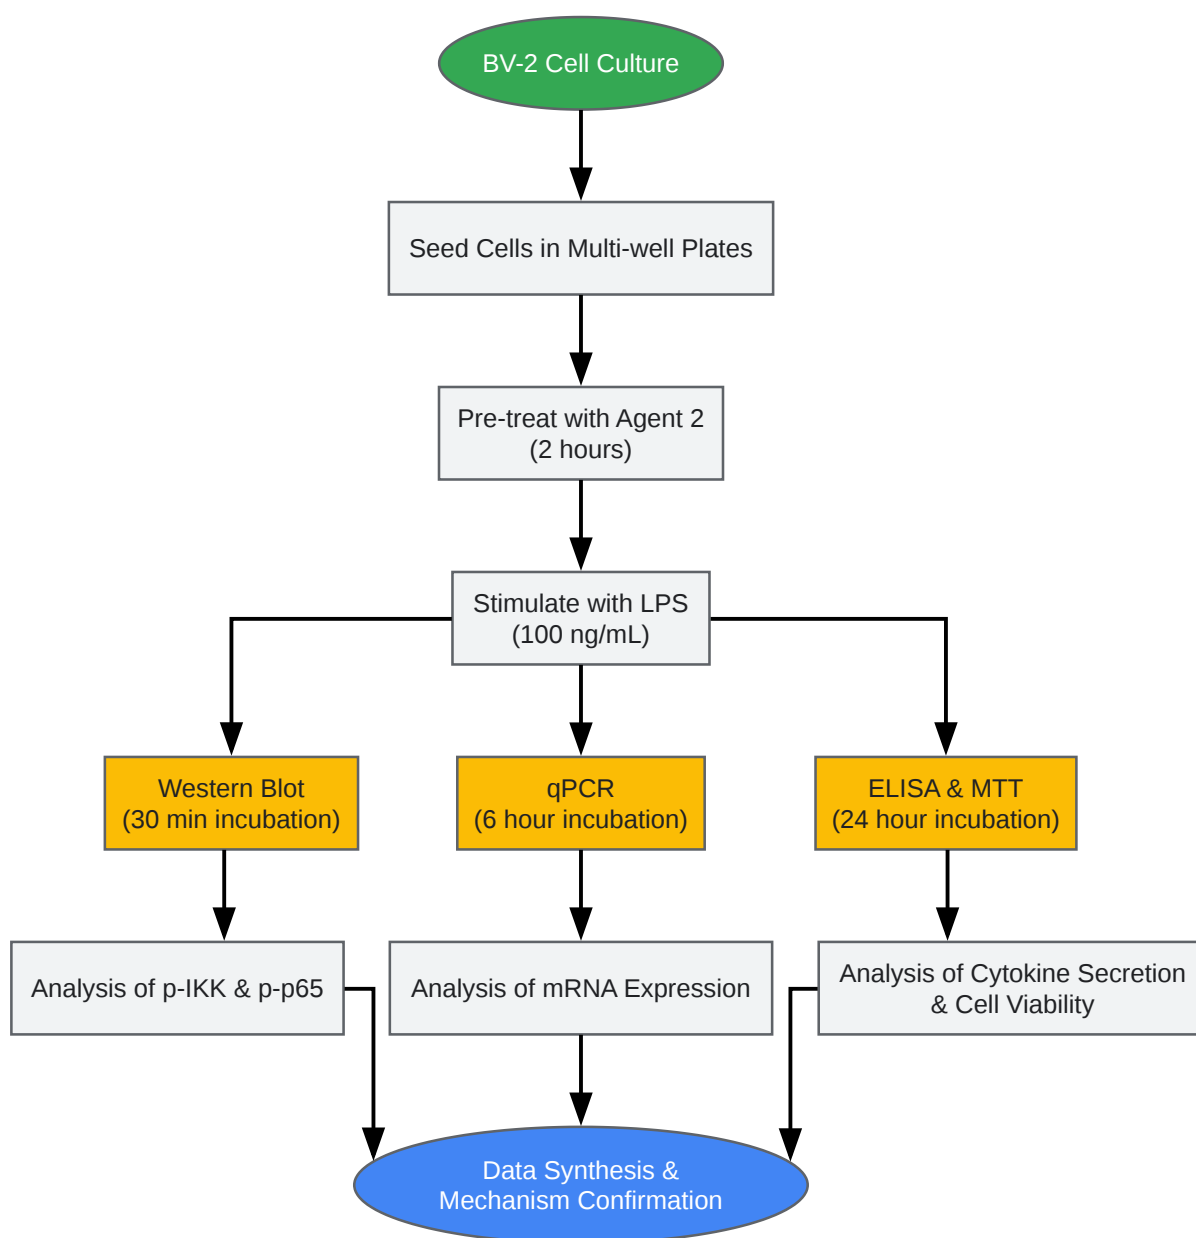 BV-2 Cell Culture
Seed Cells in Multi-well Plates
Pre-treat with Agent 2
(2 hours)
Stimulate with LPS
(100 ng/mL)
Western Blot
(30 min incubation)
qPCR
(6 hour incubation)
ELISA & MTT
(24 hour incubation)
Analysis of p-IKK & p-p65
Analysis of mRNA Expression
Analysis of Cytokine Secretion
& Cell Viability
Data Synthesis &
Mechanism Confirmation